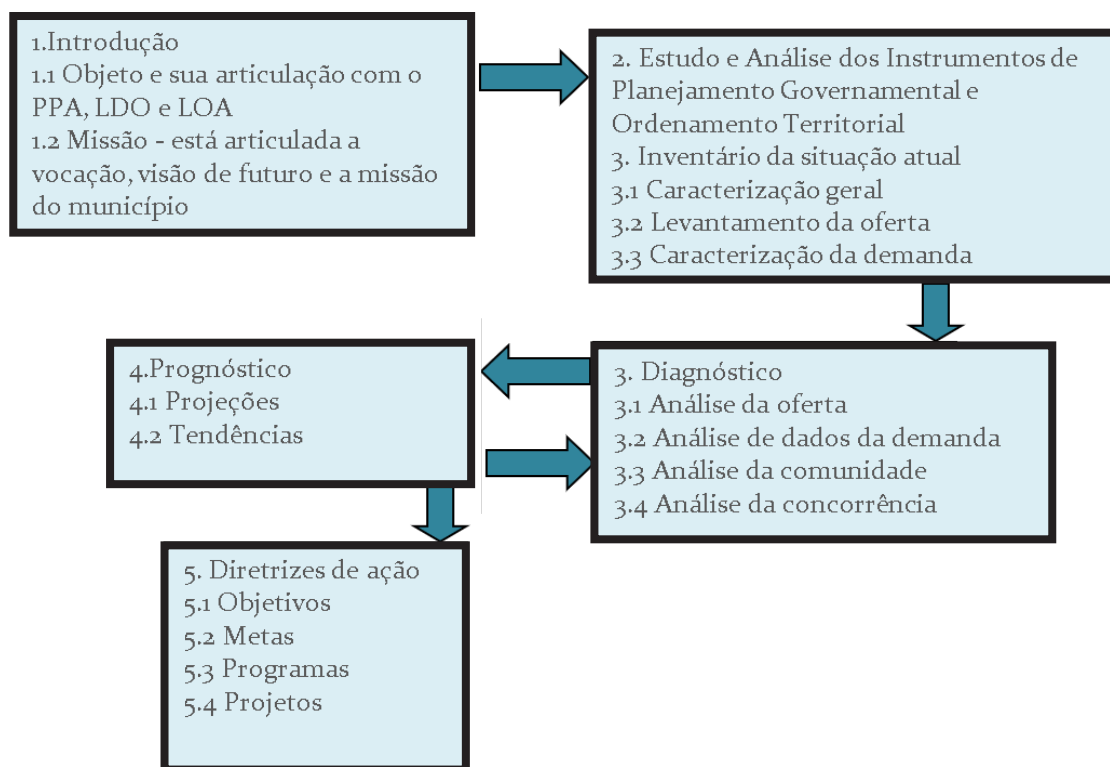 1.Introdução
1.1 Objeto e sua articulação com o
PPA, LDO e LOA
1.2 Missão - está articulada a
vocação, visão de futuro e a missão
do município
2. Estudo e Análise dos Instrumentos de
Planejamento Governamental e
Ordenamento Territorial
3. Inventário da situação atual
3.1 Caracterização geral
3.2 Levantamento da oferta
3.3 Caracterização da demanda
3. Diagnóstico
3.1 Análise da oferta
3.2 Análise de dados da demanda
3.3 Análise da comunidade
3.4 Análise da concorrência
4.Prognóstico
4.1 Projeções
4.2 Tendências
5. Diretrizes de ação
5.1 Objetivos
5.2 Metas
5.3 Programas
5.4 Projetos